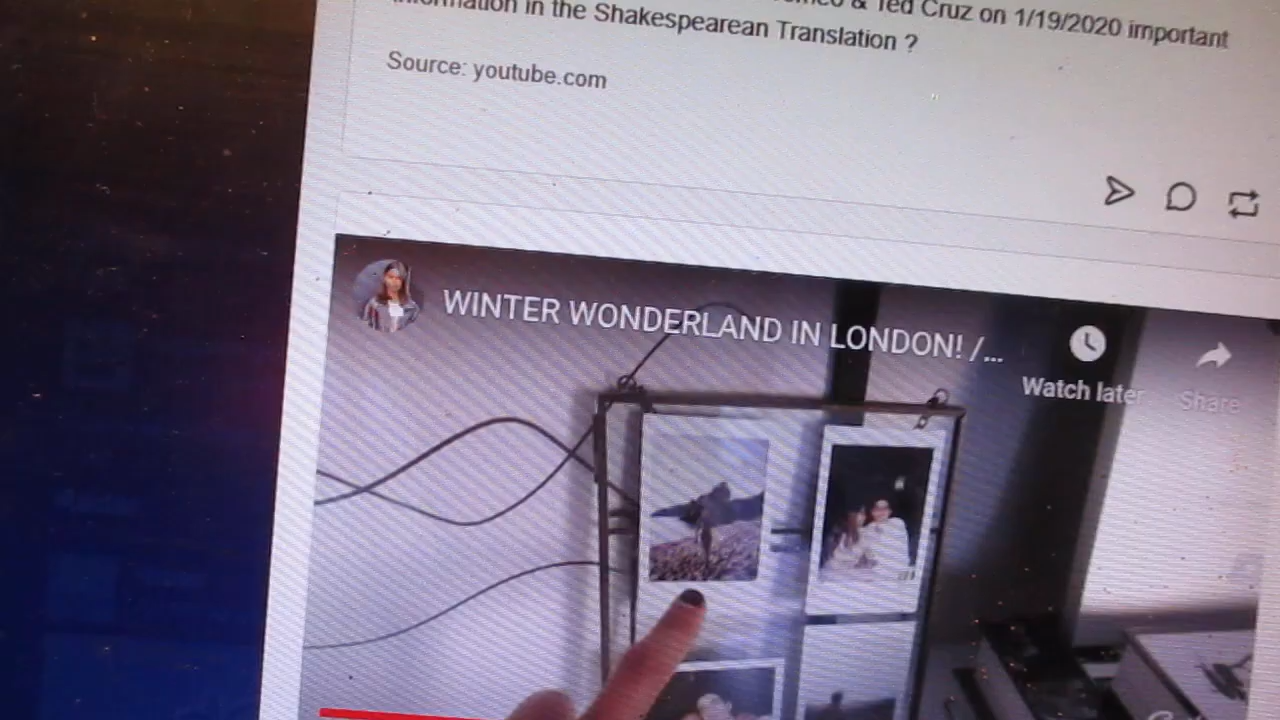 & Ted Cruz on 1/19/2020 important
information in the Shakespearean Translation ?
Source: youtube.com
WINTER WONDERLAND IN LONDON! /...
Watch later
Share